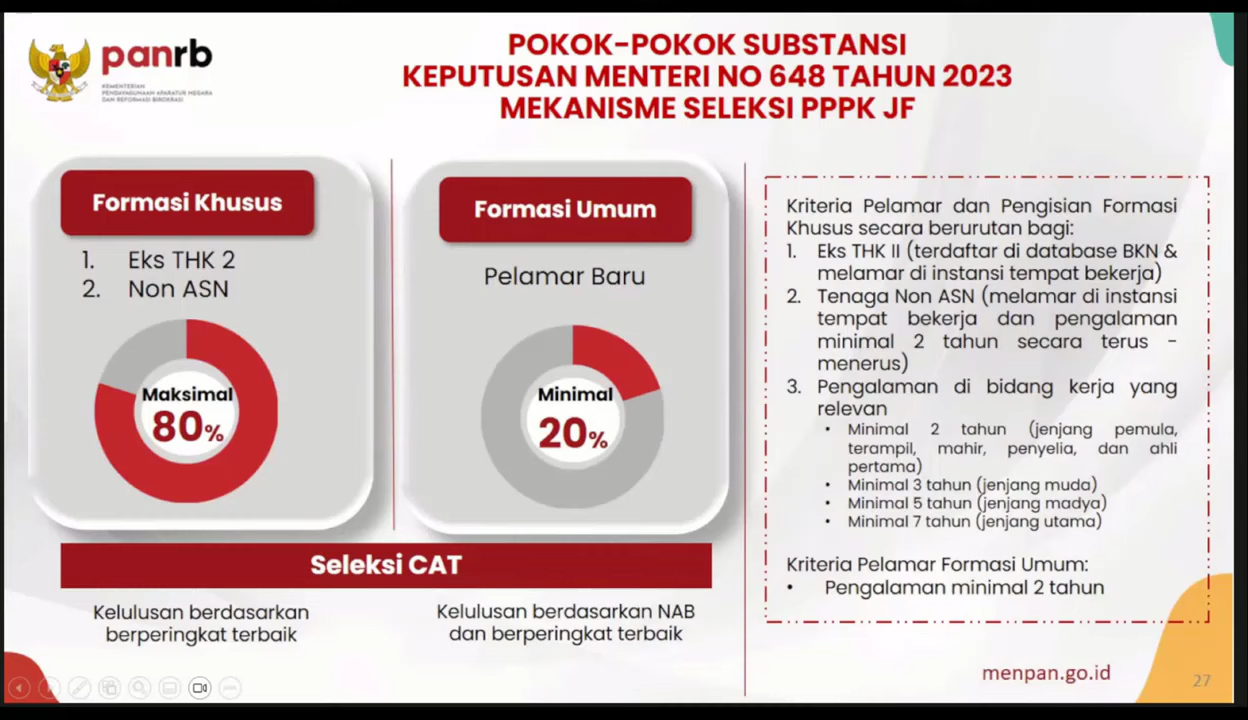 panrb
KEMENTERIAN
PENDAYAGUNAAN APARATUR NEGARA
DAN REFORMASI BIROKRASI
POKOK-POKOK SUBSTANSI
KEPUTUSAN MENTERI NO 648 TAHUN 2023
MEKANISME SELEKSI PPPK JF
Formasi Khusus
1. Eks THK 2
2. Non ASN
Maksimal
80%
Formasi Umum
Pelamar Baru
Minimal
20%
Seleksi CAT
Kelulusan berdasarkan
berperingkat terbaik
Kelulusan berdasarkan NAB
dan berperingkat terbaik
Kriteria Pelamar dan Pengisian Formasi
Khusus secara berurutan bagi:
1. Eks THK II (terdaftar di database BKN &
melamar di instansi tempat bekerja)
2. Tenaga Non ASN (melamar di instansi
tempat bekerja dan pengalaman
minimal 2 tahun secara terus -
menerus)
3. Pengalaman di bidang kerja yang
relevan
• Minimal 2 tahun (jenjang pemula,
terampil, mahir, penyelia, dan ahli
pertama)
• Minimal 3 tahun (jenjang muda)
• Minimal 5 tahun (jenjang madya)
• Minimal 7 tahun (jenjang utama)
Kriteria Pelamar Formasi Umum:
• Pengalaman minimal 2 tahun
menpan.go.id
27